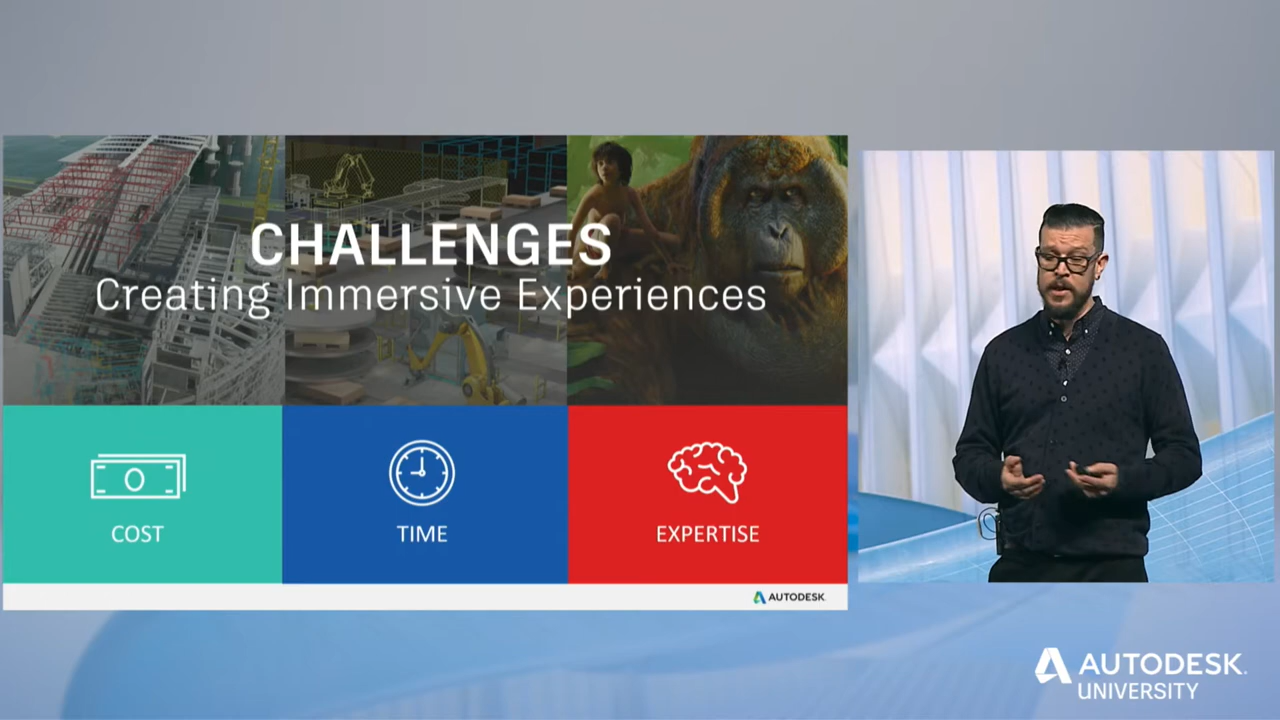 CHALLENGES
Creating Immersive Experiences
COST
TIME
EXPERTISE
AUTODESK
AUTODESK
UNIVERSITY